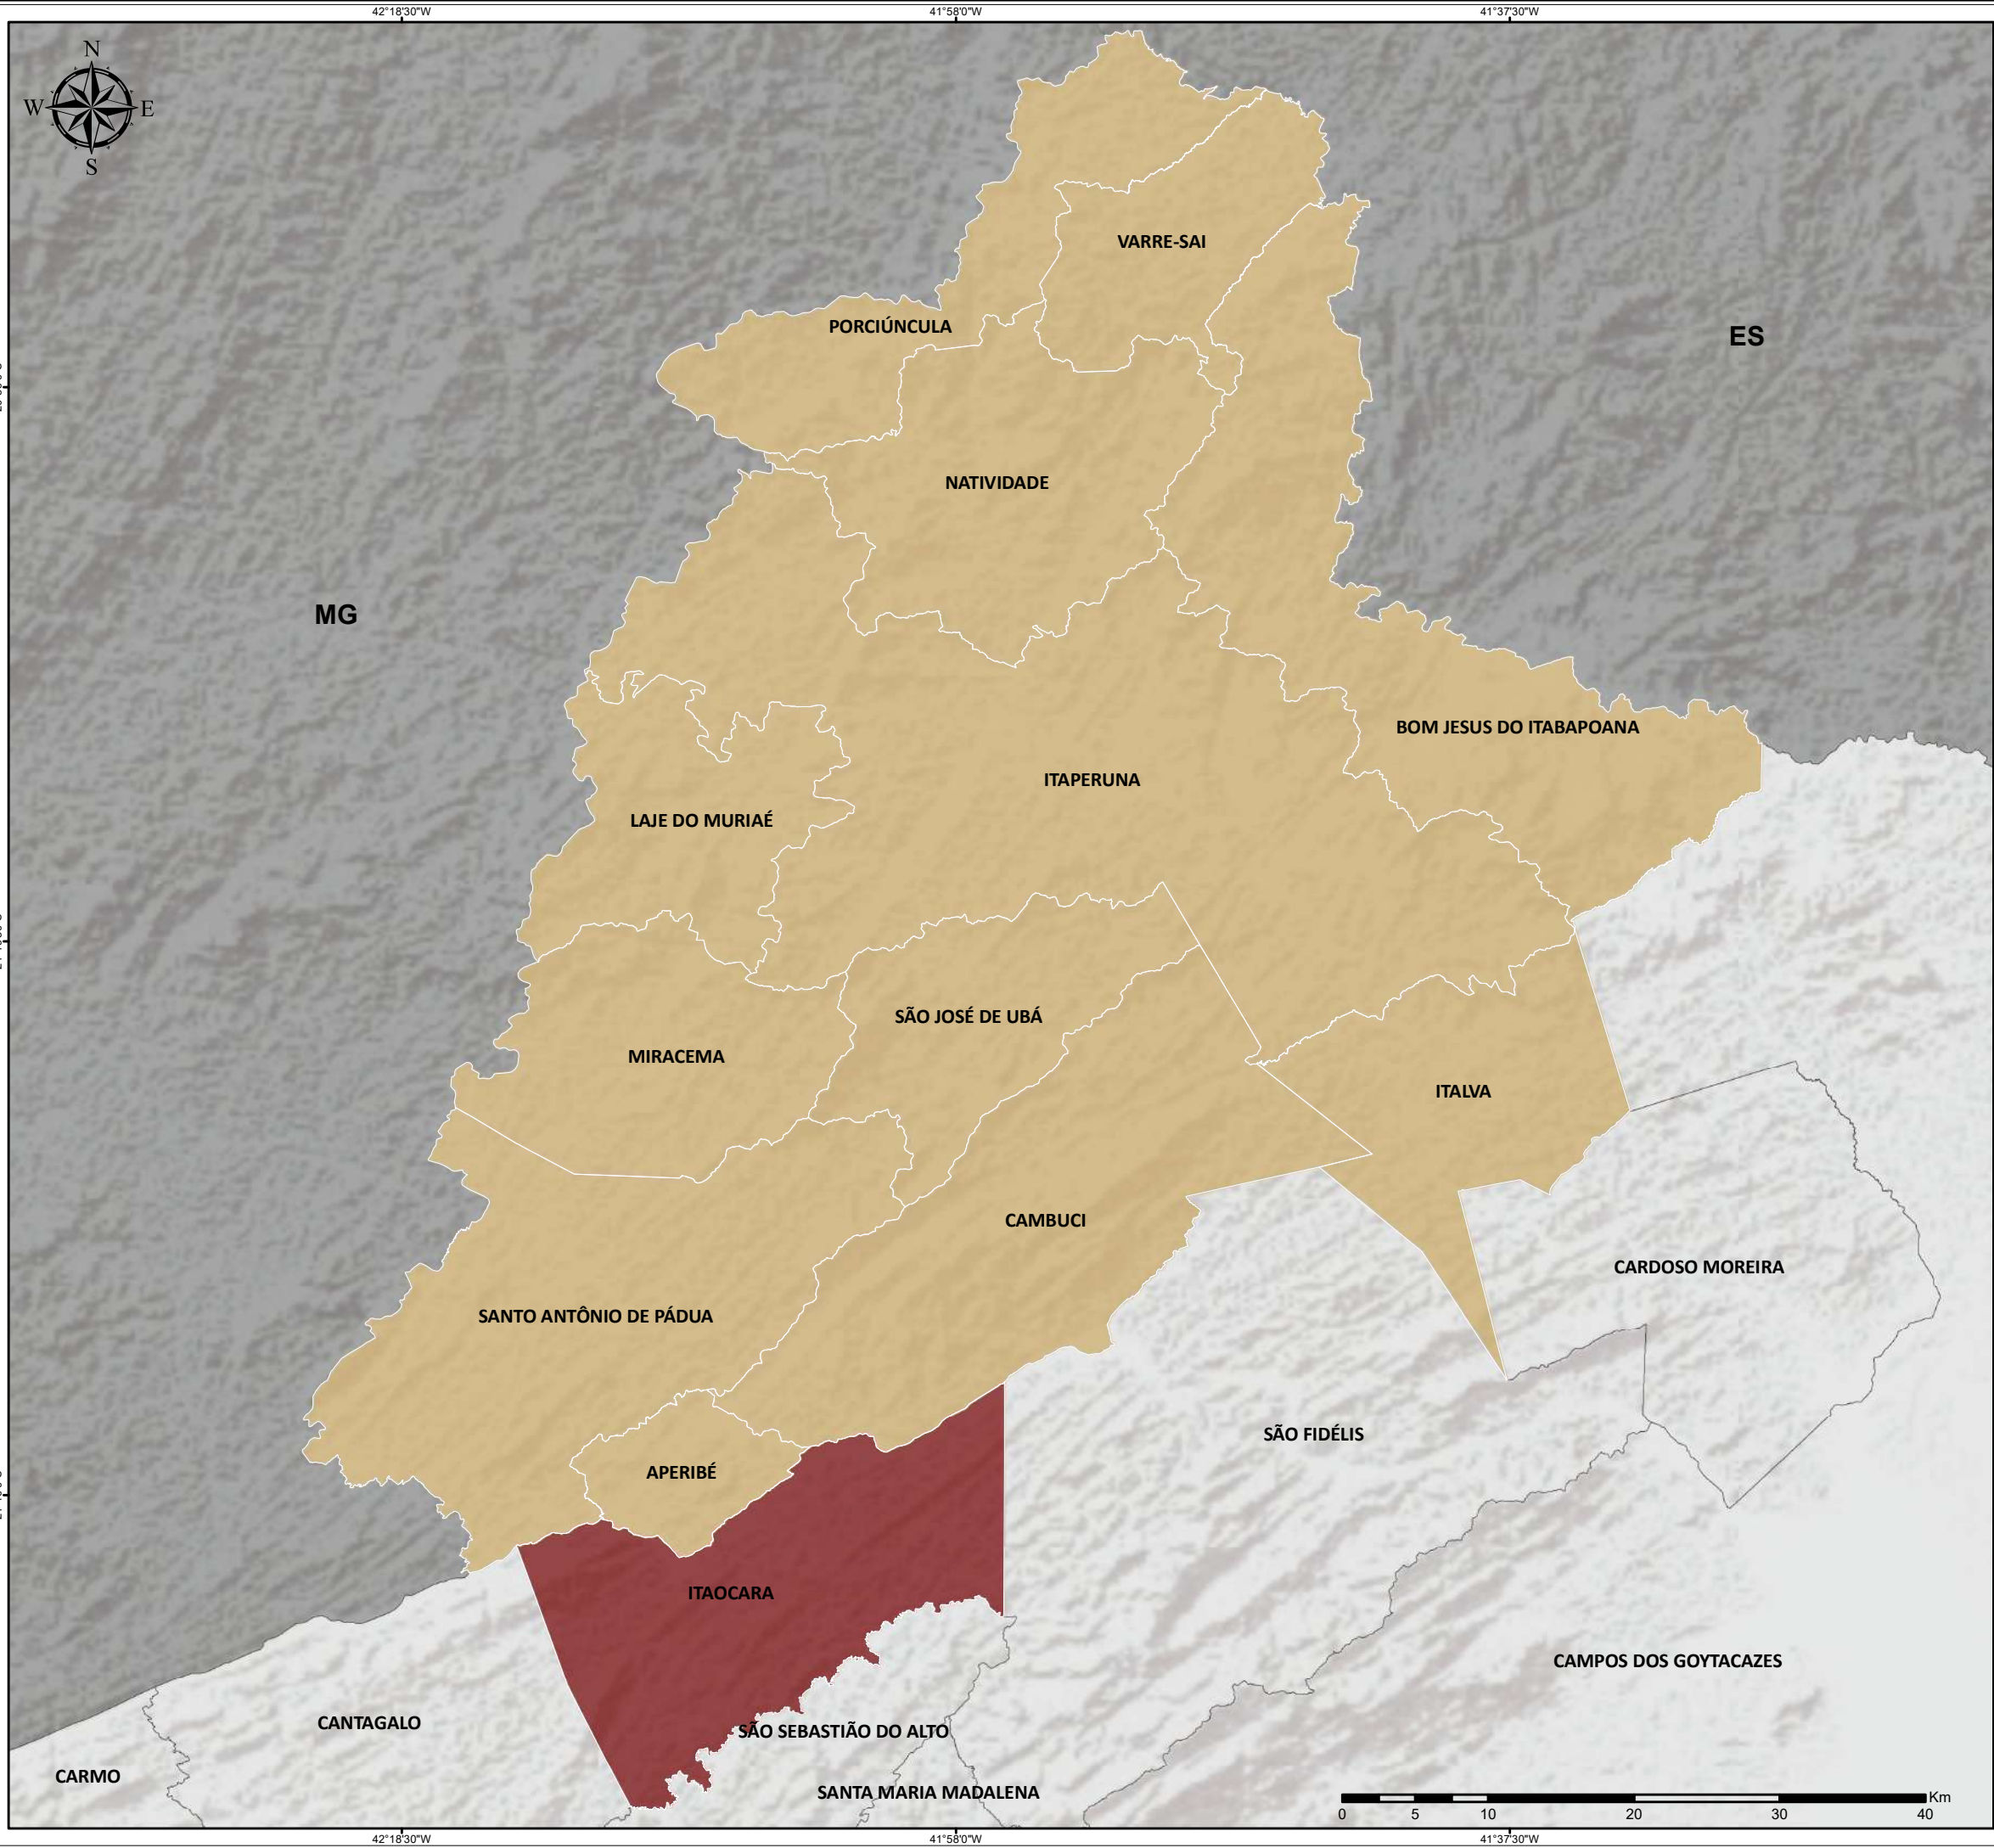 42°18'30"W
41°58'0"W
41°37'30"W
N
W
E
S
VARRE-SAI
PORCIÚNCULA
ES
NATIVIDADE
MG
BOM JESUS DO ITABAPOANA
ITAPERUNA
LAJE DO MURIAÉ
SÃO JOSÉ DE UBÁ
MIRACEMA
ITALVA
CAMBUCI
CARDOSO MOREIRA
SANTO ANTÔNIO DE PÁDUA
SÃO FIDÉLIS
APERIBÉ
ITAOCARA
CAMPOS DOS GOYTACAZES
CANTAGALO
SÃO SEBASTIÃO DO ALTO
CARMO
SANTA MARIA MADALENA
Km
0 5 10 20 30 40
42°18'30"W
41°58'0"W
41°37'30"W